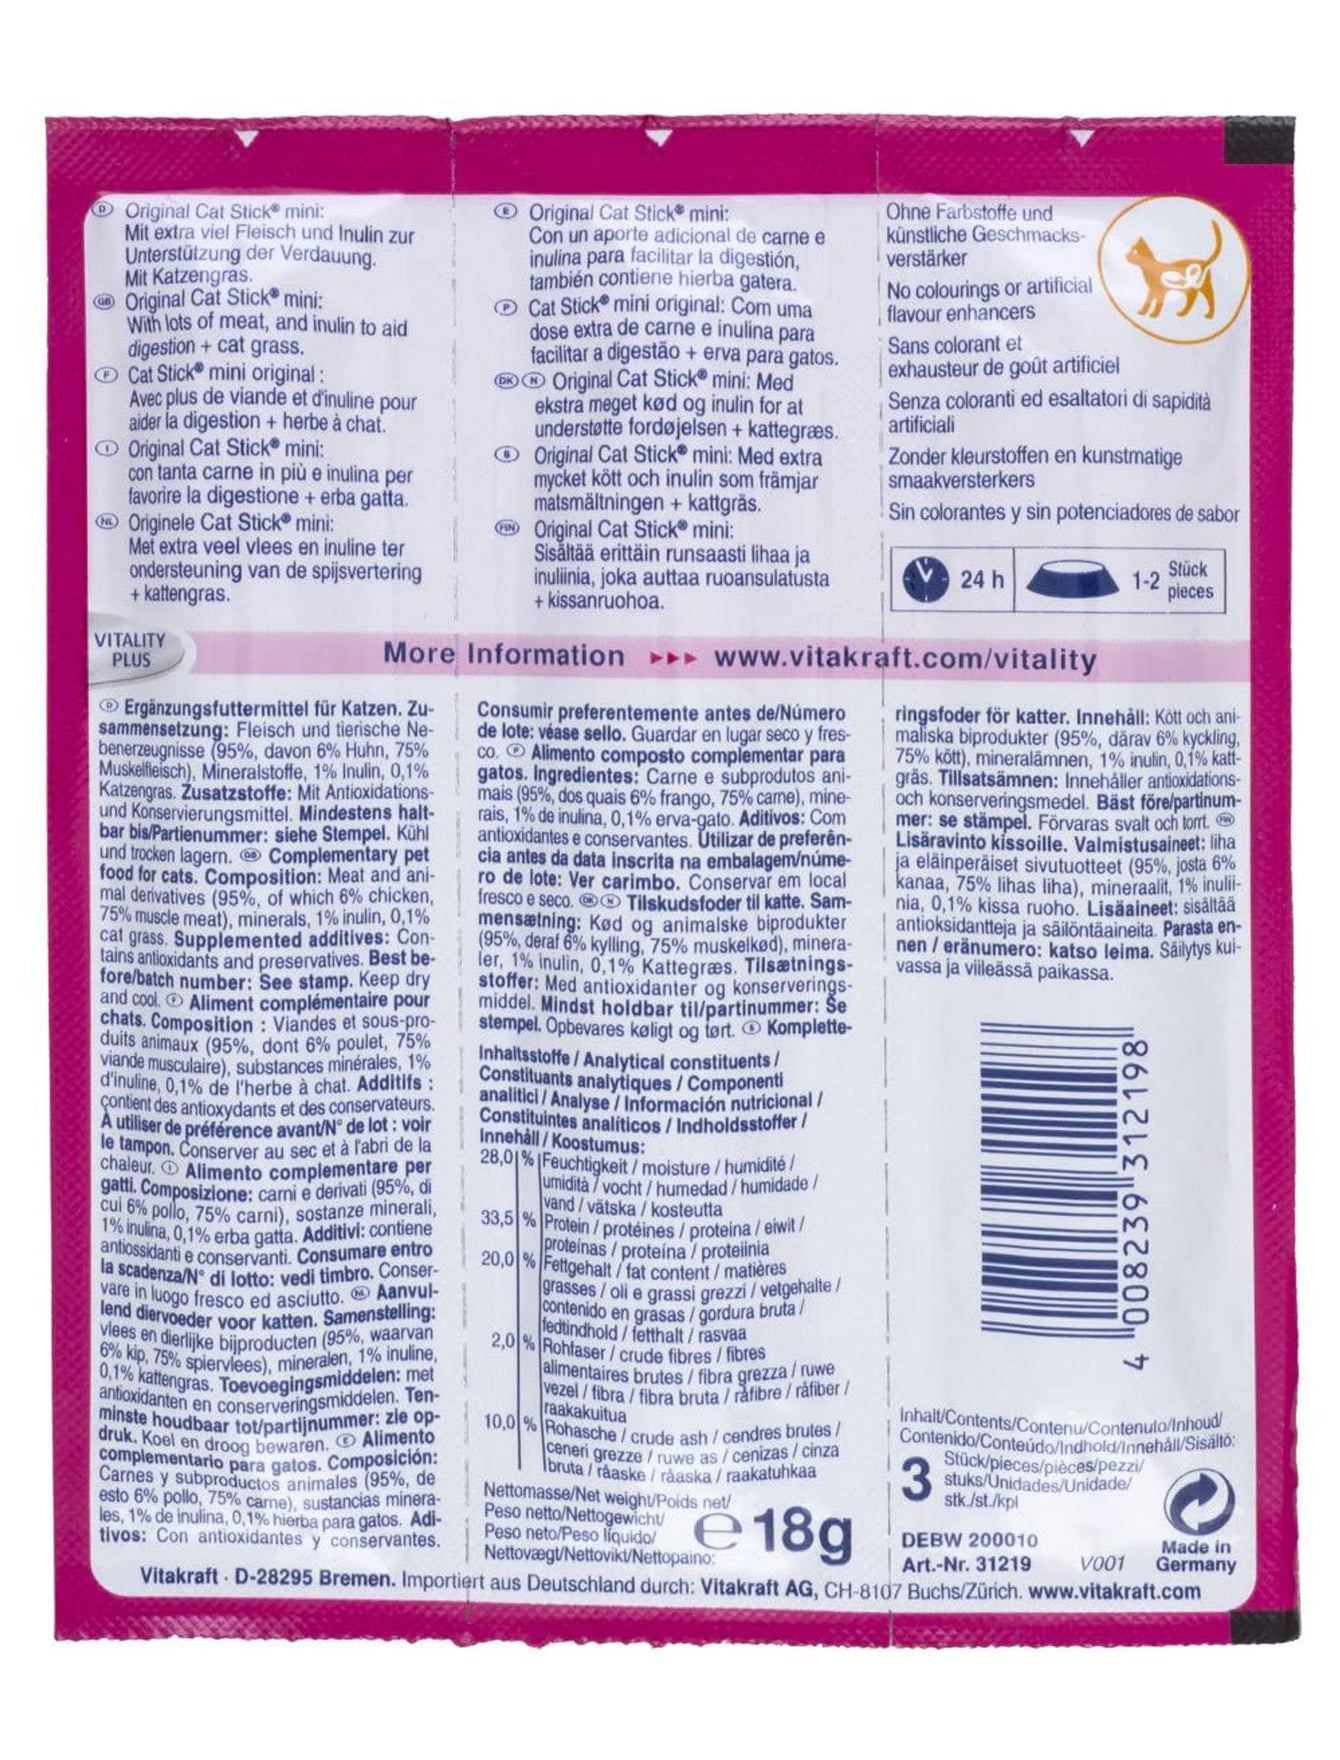 D Original Cat Stick® mini:
Mit extra viel Fleisch und Inulin zur
Unterstützung der Verdauung.
Mit Katzengras.
GB Original Cat Stick® mini:
With lots of meat, and inulin to aid
digestion + cat grass.
F Cat Stick® mini original :
Avec plus de viande et d'inuline pour
aider la digestion + herbe à chat.
I Original Cat Stick® mini:
con tanta carne in più e inulina per
favorire la digestione + erba gatta.
NL Originele Cat Stick® mini:
Met extra veel vlees en inuline ter
ondersteuning van de spijsvertering
+ kattengras.
E Original Cat Stick® mini:
Con un aporte adicional de carne e
inulina para facilitar la digestión,
también contiene hierba gatera.
P Cat Stick® mini original: Com uma
dose extra de carne e inulina para
facilitar a digestão + erva para gatos.
DK N Original Cat Stick® mini: Med
ekstra meget kød og inulin for at
understøtte fordøjelsen + kattegræs.
S Original Cat Stick® mini: Med extra
mycket kött och inulin som främjar
matsmältningen + kattgräs.
FIN Original Cat Stick® mini:
Sisältää erittäin runsaasti lihaa ja
inuliinia, joka auttaa ruoansulatusta
+ kissanruohoa.
Ohne Farbstoffe und
künstliche Geschmacks-
verstärker
No colourings or artificial
flavour enhancers
Sans colorant et
exhausteur de goût artificiel
Senza coloranti ed esaltatori di sapidità
artificiali
Zonder kleurstoffen en kunstmatige
smaakversterkers
Sin colorantes y sin potenciadores de sabor
24 h
1-2 Stück
pieces
VITALITY
PLUS
More Information ►►► www.vitakraft.com/vitality
D Ergänzungsfuttermittel für Katzen. Zu-
sammensetzung: Fleisch und tierische Ne-
benerzeugnisse (95%, davon 6% Huhn, 75%
Muskelfleisch), Mineralstoffe, 1% Inulin, 0,1%
Katzengras. Zusatzstoffe: Mit Antioxidations-
und Konservierungsmittel. Mindestens halt-
bar bis/Partienummer: siehe Stempel. Kühl
und trocken lagern. GB Complementary pet
food for cats. Composition: Meat and ani-
mal derivatives (95%, of which 6% chicken,
75% muscle meat), minerals, 1% inulin, 0,1%
cat grass. Supplemented additives: Con-
tains antioxidants and preservatives. Best be-
fore/batch number: See stamp. Keep dry
and cool. F Aliment complémentaire pour
chats. Composition : Viandes et sous-pro-
duits animaux (95%, dont 6% poulet, 75%
viande musculaire), substances minérales, 1%
d'inuline, 0,1% de l'herbe à chat. Additifs :
contient des antioxydants et des conservateurs.
À utiliser de préférence avant/N° de lot : voir
le tampon. Conserver au sec et à l'abri de la
chaleur. I Alimento complementare per
gatti. Composizione: carni e derivati (95%, di
cui 6% pollo, 75% carni), sostanze minerali,
1% inulina, 0,1% erba gatta. Additivi: contiene
antiossidanti e conservanti. Consumare entro
la scadenza/N° di lotto: vedi timbro. Conser-
vare in luogo fresco ed asciutto. NL Aanvul-
lend diervoeder voor katten. Samenstelling:
vlees en dierlijke bijproducten (95%, waarvan
6% kip, 75% spiervlees), mineralen, 1% inuline,
0,1% kattengras. Toevoegingsmiddelen: met
antioxidanten en conserveringsmiddelen. Ten-
minste houdbaar tot/partijnummer: zie op-
druk. Koel en droog bewaren. E Alimento
complementario para gatos. Composición:
Carnes y subproductos animales (95%, de
esto 6% pollo, 75% carne), sustancias minera-
les, 1% de inulina, 0,1% hierba para gatos. Adi-
tivos: Con antioxidantes y conservantes.
Consumir preferentemente antes de/Número
de lote: véase sello. Guardar en lugar seco y fres-
co. P Alimento composto complementar para
gatos. Ingredientes: Carne e subprodutos ani-
mais (95%, dos quais 6% frango, 75% carne), mine-
rais, 1% de inulina, 0,1% erva-gato. Aditivos: Com
antioxidantes e conservantes. Utilizar de preferên-
cia antes da data inscrita na embalagem/núme-
ro de lote: Ver carimbo. Conservar em local
fresco e seco. DK N Tilskudsfoder til katte. Sam-
mensætning: Kød og animalske biprodukter
(95%, deraf 6% kylling, 75% muskelkød), minera-
ler, 1% inulin, 0,1% Kattegræs. Tilsætnings-
stoffer: Med antioxidanter og konserverings-
middel. Mindst holdbar til/partinummer: Se
stempel. Opbevares køligt og tørt. S Komplette-
Inhaltsstoffe / Analytical constituents /
Constituants analytiques / Componenti
analitici / Analyse / Información nutricional /
Constituintes analíticos / Indholdsstoffer /
Innehåll / Koostumus:
28,0 % Feuchtigkeit / moisture / humidité /
umidità / vocht / humedad / humidade /
vand / vätska / kosteutta
33,5 % Protein / protéines / proteina / eiwit /
proteínas / proteína / proteiinia
20,0 % Fettgehalt / fat content / matières
grasses / oli e grassi grezzi / vetgehalte /
contenido en grasas / gordura bruta /
fedtindhold / fetthalt / rasvaa
2,0 % Rohfaser / crude fibres / fibres
alimentaires brutes / fibra grezza / ruwe
vezel / fibra / fibra bruta / råfibre / råfiber /
raakakuitua
10,0 % Rohasche / crude ash / cendres brutes /
ceneri grezze / ruwe as / cenizas / cinza
bruta / råaske / råaska / raakatuhkaa
Nettomasse/Net weight/Poids net/
Peso netto/Nettogewicht/
Peso neto/Peso líquido/
Nettovægt/Nettovikt/Nettopaino:
e 18g
ringsfoder för katter. Innehåll: Kött och ani-
maliska biprodukter (95%, därav 6% kyckling,
75% kött), mineralämnen, 1% inulin, 0,1% katt-
gräs. Tillsatsämnen: Innehåller antioxidations-
och konserveringsmedel. Bäst före/partinum-
mer: se stämpel. Förvaras svalt och torrt. FIN
Lisäravinto kissoille. Valmistusaineet: liha
ja eläinperäiset sivutuotteet (95%, josta 6%
kanaa, 75% lihas liha), mineraalit, 1% inulii-
nia, 0,1% kissa ruoho. Lisäaineet: sisältää
antioksidantteja ja säilöntäaineita. Parasta en-
nen / eränumero: katso leima. Säilytys kui-
vassa ja viileässä paikassa.
4 008239 312198
Inhalt/Contents/Contenu/Contenuto/Inhoud/
Contenido/Conteúdo/Indhold/Innehåll/Sisältö:
3 Stück/pieces/pièces/pezzi/
stuks/Unidades/Unidade/
stk./st./kpl
DEBW 200010
Art.-Nr. 31219 V001
Made in
Germany
Vitakraft · D-28295 Bremen. Importiert aus Deutschland durch: Vitakraft AG, CH-8107 Buchs/Zürich. www.vitakraft.com